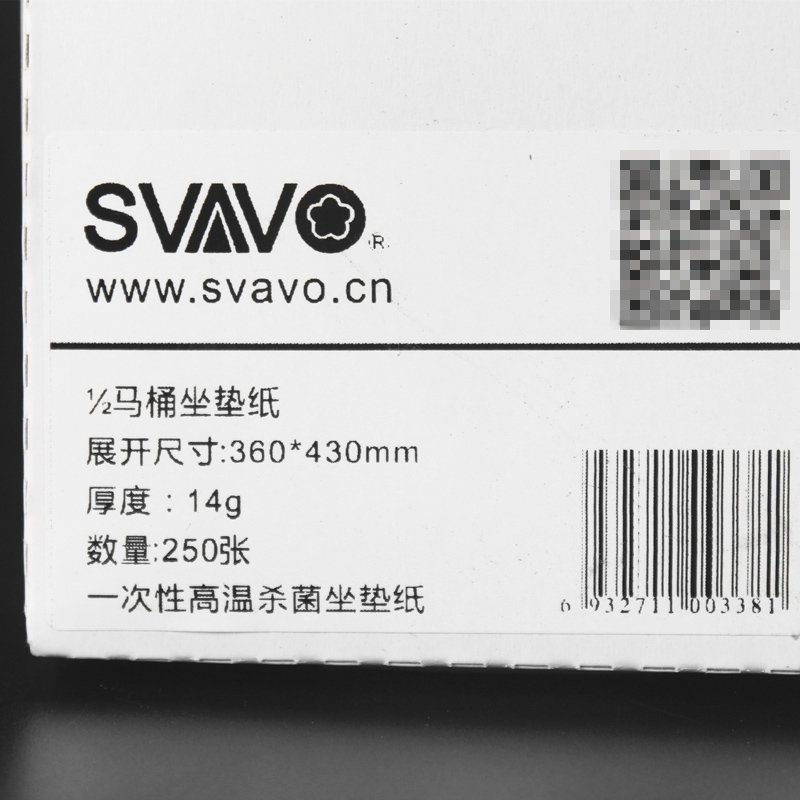 SVAVO®
www.svavo.cn
½马桶坐垫纸
展开尺寸:360*430mm
厚度：14g
数量:250张
一次性高温杀菌坐垫纸
6 932711 003381